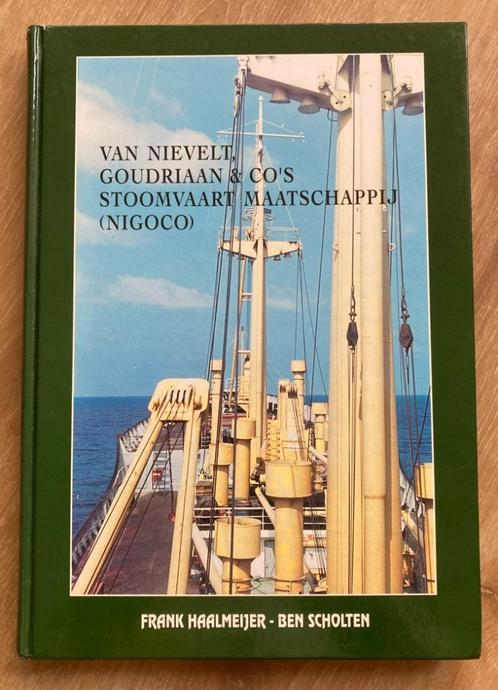 VAN NIEVELT,
GOUDRIAAN & CO'S
STOOMVAART MAATSCHAPPIJ
(NIGOCO)
FRANK HAALMEIJER - BEN SCHOLTEN